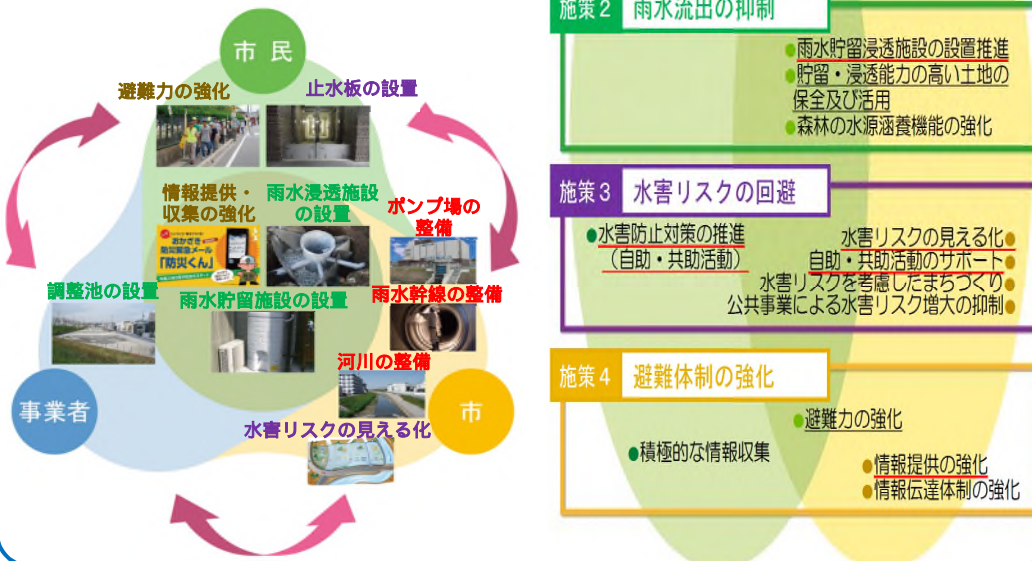 市 民
避難力の強化
止水板の設置
情報提供・
収集の強化
雨水浸透施設
の設置
ポンプ場の
整備
おかざき
防災緊急メール
「防災くん」
調整池の設置
雨水貯留施設の設置
雨水幹線の整備
河川の整備
事業者
市
水害リスクの見える化
施策2 雨水流出の抑制
●雨水貯留浸透施設の設置推進
●貯留・浸透能力の高い土地の
保全及び活用
●森林の水源涵養機能の強化
施策3 水害リスクの回避
●水害防止対策の推進
（自助・共助活動）
水害リスクの見える化●
自助・共助活動のサポート●
水害リスクを考慮したまちづくり●
公共事業による水害リスク増大の抑制●
施策4 避難体制の強化
●避難力の強化
●積極的な情報収集
●情報提供の強化
●情報伝達体制の強化